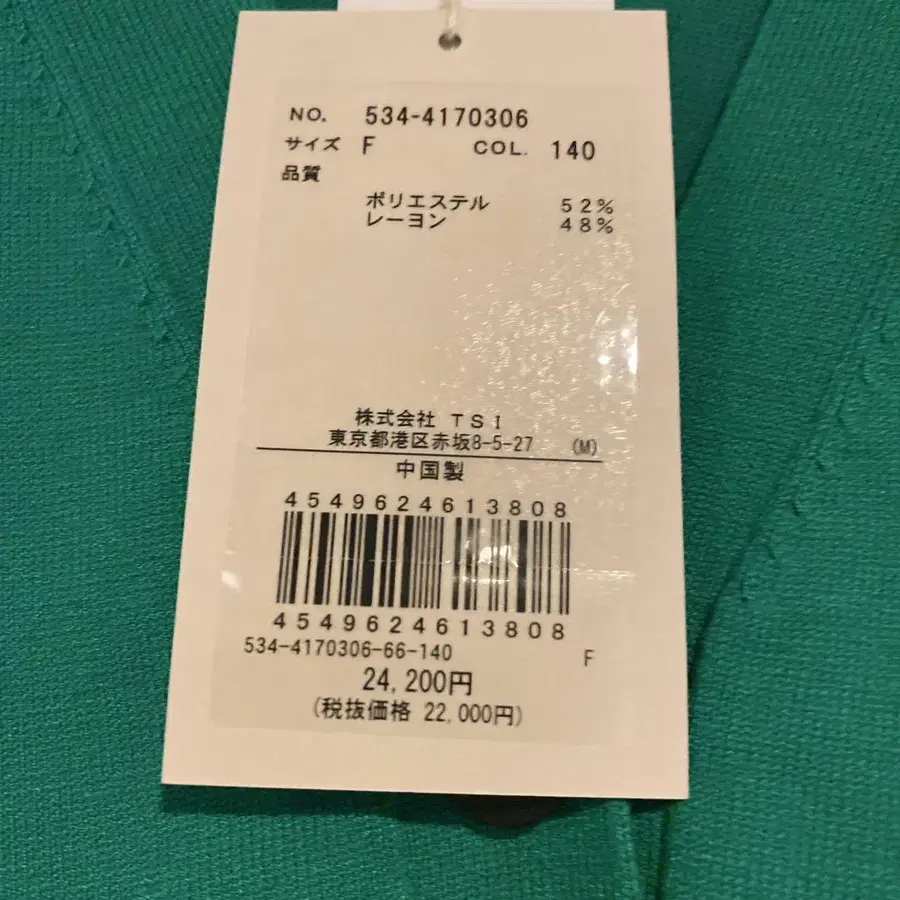 NO. 534-4170306
サイズ F COL. 140
品質
ポリエステル 52%
レーヨン 48%
株式会社 TSI
東京都港区赤坂8-5-27 (M)
中国製
4549624613808
4549624613808
534-4170306-66-140 F
24,200円
(税抜価格 22,000円)